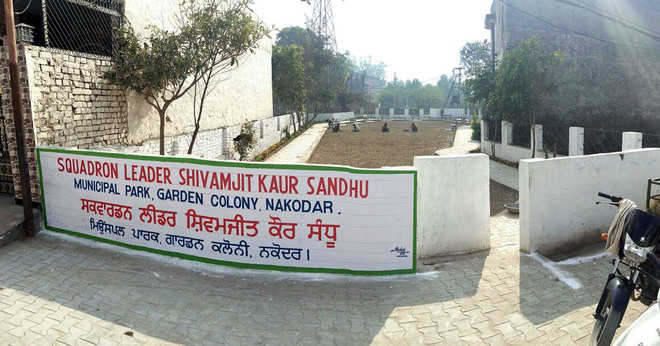 SQUADRON LEADER SHIVAMJIT KAUR SANDHU
MUNICIPAL PARK, GARDEN COLONY, NAKODAR.
ਸਕਵਾਰਡਨ ਲੀਡਰ ਸ਼ਿਵਮਜੀਤ ਕੌਰ ਸੰਧੂ
ਮਿਉਂਸਪਲ ਪਾਰਕ, ਗਾਰਡਨ ਕਲੋਨੀ, ਨਕੋਦਰ।